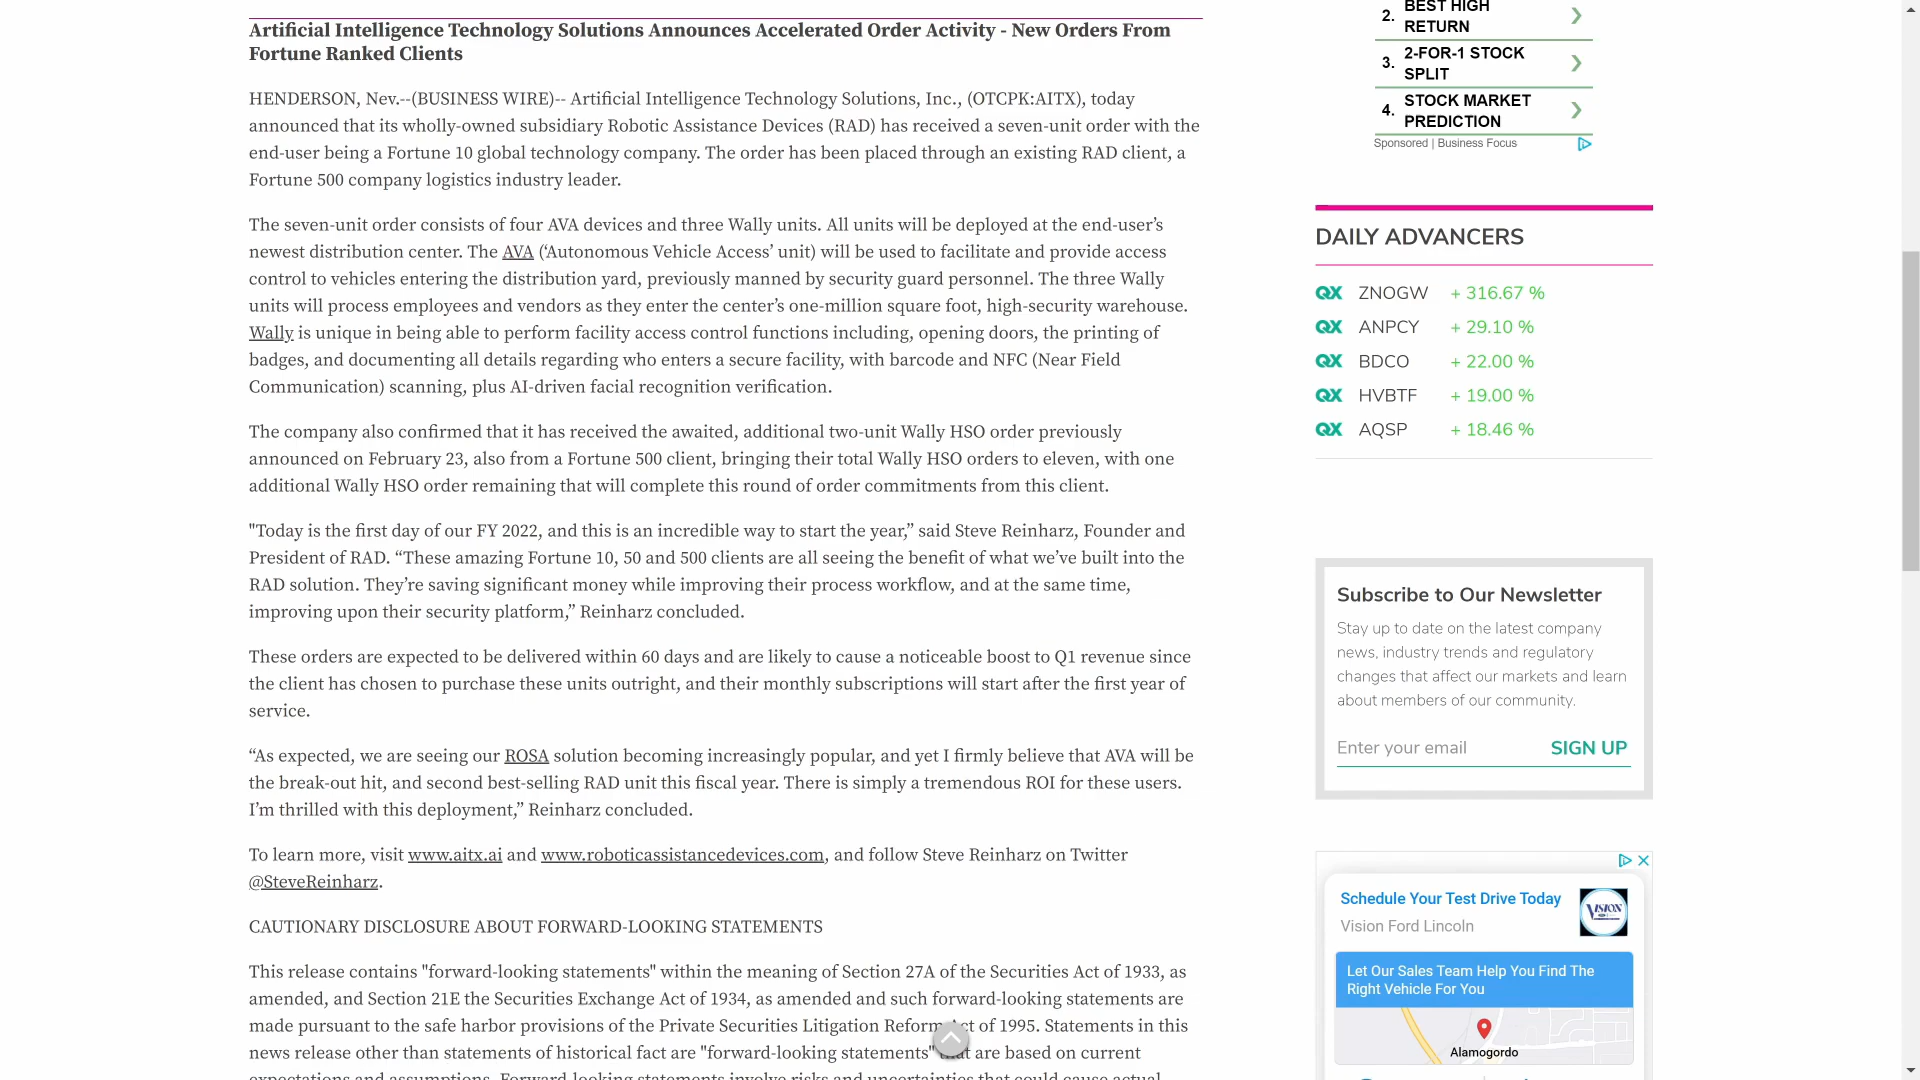 Artificial Intelligence Technology Solutions Announces Accelerated Order Activity - New Orders From
Fortune Ranked Clients
HENDERSON, Nev.--(BUSINESS WIRE)-- Artificial Intelligence Technology Solutions, Inc., (OTCPK:AITX), today
announced that its wholly-owned subsidiary Robotic Assistance Devices (RAD) has received a seven-unit order with the
end-user being a Fortune 10 global technology company. The order has been placed through an existing RAD client, a
Fortune 500 company logistics industry leader.
The seven-unit order consists of four AVA devices and three Wally units. All units will be deployed at the end-user’s
newest distribution center. The AVA (‘Autonomous Vehicle Access’ unit) will be used to facilitate and provide access
control to vehicles entering the distribution yard, previously manned by security guard personnel. The three Wally
units will process employees and vendors as they enter the center’s one-million square foot, high-security warehouse.
Wally is unique in being able to perform facility access control functions including, opening doors, the printing of
badges, and documenting all details regarding who enters a secure facility, with barcode and NFC (Near Field
Communication) scanning, plus AI-driven facial recognition verification.
The company also confirmed that it has received the awaited, additional two-unit Wally HSO order previously
announced on February 23, also from a Fortune 500 client, bringing their total Wally HSO orders to eleven, with one
additional Wally HSO order remaining that will complete this round of order commitments from this client.
"Today is the first day of our FY 2022, and this is an incredible way to start the year,” said Steve Reinharz, Founder and
President of RAD. “These amazing Fortune 10, 50 and 500 clients are all seeing the benefit of what we’ve built into the
RAD solution. They’re saving significant money while improving their process workflow, and at the same time,
improving upon their security platform,” Reinharz concluded.
These orders are expected to be delivered within 60 days and are likely to cause a noticeable boost to Q1 revenue since
the client has chosen to purchase these units outright, and their monthly subscriptions will start after the first year of
service.
“As expected, we are seeing our ROSA solution becoming increasingly popular, and yet I firmly believe that AVA will be
the break-out hit, and second best-selling RAD unit this fiscal year. There is simply a tremendous ROI for these users.
I’m thrilled with this deployment,” Reinharz concluded.
To learn more, visit www.aitx.ai and www.roboticassistancedevices.com, and follow Steve Reinharz on Twitter
@SteveReinharz.
CAUTIONARY DISCLOSURE ABOUT FORWARD-LOOKING STATEMENTS
This release contains "forward-looking statements" within the meaning of Section 27A of the Securities Act of 1933, as
amended, and Section 21E the Securities Exchange Act of 1934, as amended and such forward-looking statements are
made pursuant to the safe harbor provisions of the Private Securities Litigation Reform Act of 1995. Statements in this
news release other than statements of historical fact are "forward-looking statements" that are based on current
expectations and assumptions. Forward-looking statements involve risks and uncertainties that could cause actual
2. BEST HIGH
RETURN
3. 2-FOR-1 STOCK
SPLIT
4. STOCK MARKET
PREDICTION
Sponsored | Business Focus
DAILY ADVANCERS
QX ZNOGW + 316.67 %
QX ANPCY + 29.10 %
QX BDCO + 22.00 %
QX HVBTF + 19.00 %
QX AQSP + 18.46 %
Subscribe to Our Newsletter
Stay up to date on the latest company
news, industry trends and regulatory
changes that affect our markets and learn
about members of our community.
Enter your email SIGN UP
Schedule Your Test Drive Today
Vision Ford Lincoln
VISION
Let Our Sales Team Help You Find The
Right Vehicle For You
Alamogordo